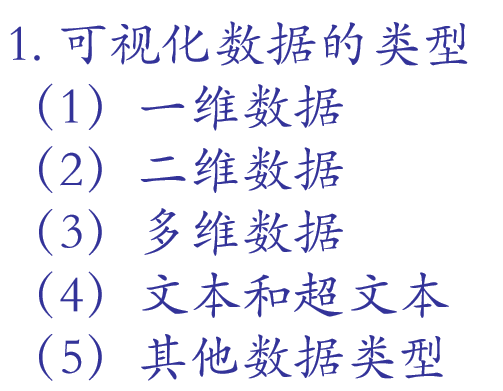 1. 可视化数据的类型
（1） 一维数据
（2） 二维数据
（3） 多维数据
（4） 文本和超文本
（5） 其他数据类型